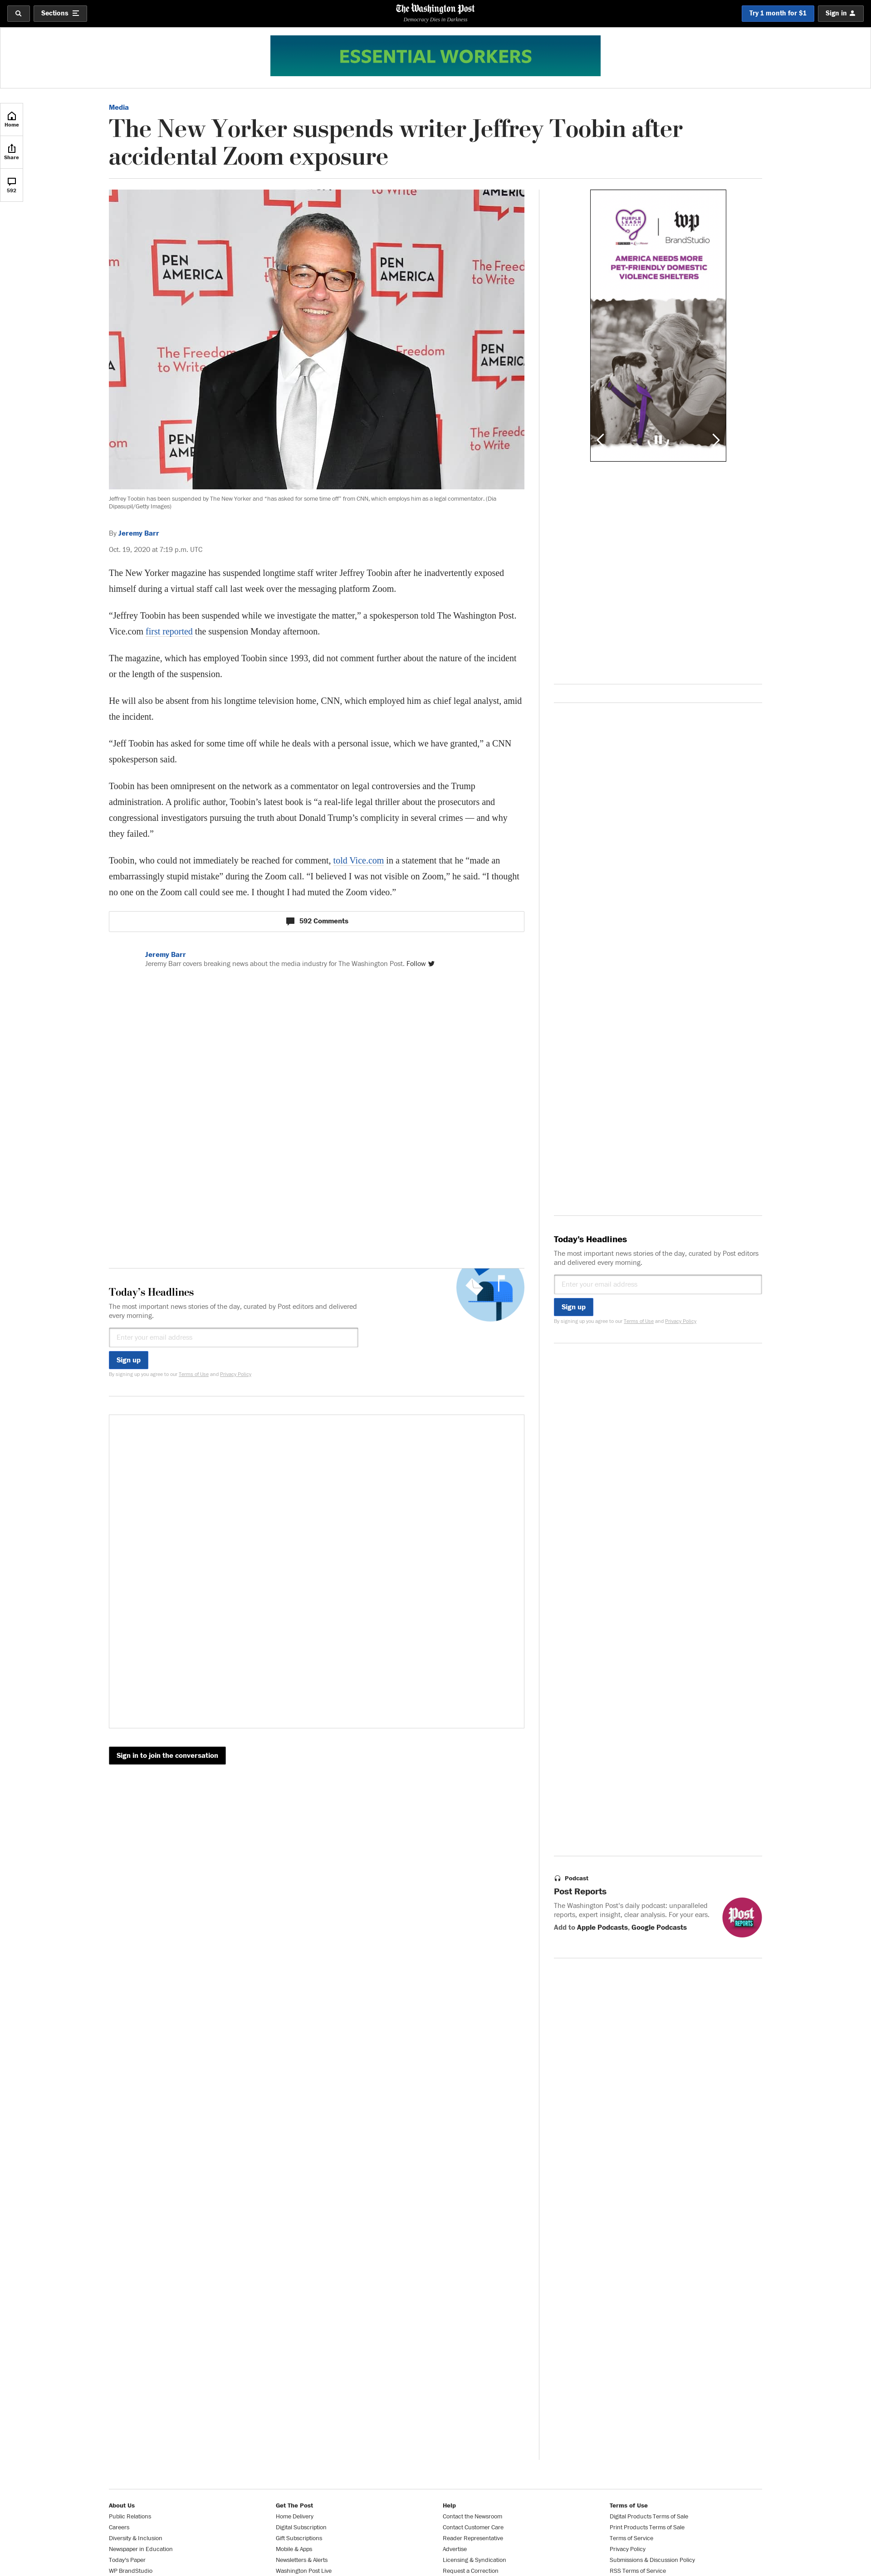 Sections
The Washington Post
Democracy Dies in Darkness
Try 1 month for $1
Sign in
ESSENTIAL WORKERS
Home
Share
592
Media
The New Yorker suspends writer Jeffrey Toobin after
accidental Zoom exposure
PEN
AMERICA
PEN
AMERICA
The Freedom
to Write
Freedom
PEN
AMERICA
Jeffrey Toobin has been suspended by The New Yorker and “has asked for some time off” from CNN, which employs him as a legal commentator. (Dia
Dipasupil/Getty Images)
By Jeremy Barr
Oct. 19, 2020 at 7:19 p.m. UTC
The New Yorker magazine has suspended longtime staff writer Jeffrey Toobin after he inadvertently exposed
himself during a virtual staff call last week over the messaging platform Zoom.
“Jeffrey Toobin has been suspended while we investigate the matter,” a spokesperson told The Washington Post.
Vice.com first reported the suspension Monday afternoon.
The magazine, which has employed Toobin since 1993, did not comment further about the nature of the incident
or the length of the suspension.
He will also be absent from his longtime television home, CNN, which employed him as chief legal analyst, amid
the incident.
“Jeff Toobin has asked for some time off while he deals with a personal issue, which we have granted,” a CNN
spokesperson said.
Toobin has been omnipresent on the network as a commentator on legal controversies and the Trump
administration. A prolific author, Toobin’s latest book is “a real-life legal thriller about the prosecutors and
congressional investigators pursuing the truth about Donald Trump’s complicity in several crimes — and why
they failed.”
Toobin, who could not immediately be reached for comment, told Vice.com in a statement that he “made an
embarrassingly stupid mistake” during the Zoom call. “I believed I was not visible on Zoom,” he said. “I thought
no one on the Zoom call could see me. I thought I had muted the Zoom video.”
592 Comments
Jeremy Barr
Jeremy Barr covers breaking news about the media industry for The Washington Post. Follow
Today’s Headlines
The most important news stories of the day, curated by Post editors and delivered
every morning.
Enter your email address
Sign up
By signing up you agree to our Terms of Use and Privacy Policy
Sign in to join the conversation
PURPLE
LEASH
PROJECT
wp
BrandStudio
AMERICA NEEDS MORE
PET-FRIENDLY DOMESTIC
VIOLENCE SHELTERS
Today’s Headlines
The most important news stories of the day, curated by Post editors
and delivered every morning.
Enter your email address
Sign up
By signing up you agree to our Terms of Use and Privacy Policy
Podcast
Post Reports
The Washington Post’s daily podcast: unparalleled
reports, expert insight, clear analysis. For your ears.
Add to Apple Podcasts, Google Podcasts
Post
REPORTS
About Us
Public Relations
Careers
Diversity & Inclusion
Newspaper in Education
Today’s Paper
WP BrandStudio
Get The Post
Home Delivery
Digital Subscription
Gift Subscriptions
Mobile & Apps
Newsletters & Alerts
Washington Post Live
Help
Contact the Newsroom
Contact Customer Care
Reader Representative
Advertise
Licensing & Syndication
Request a Correction
Terms of Use
Digital Products Terms of Sale
Print Products Terms of Sale
Terms of Service
Privacy Policy
Submissions & Discussion Policy
RSS Terms of Service